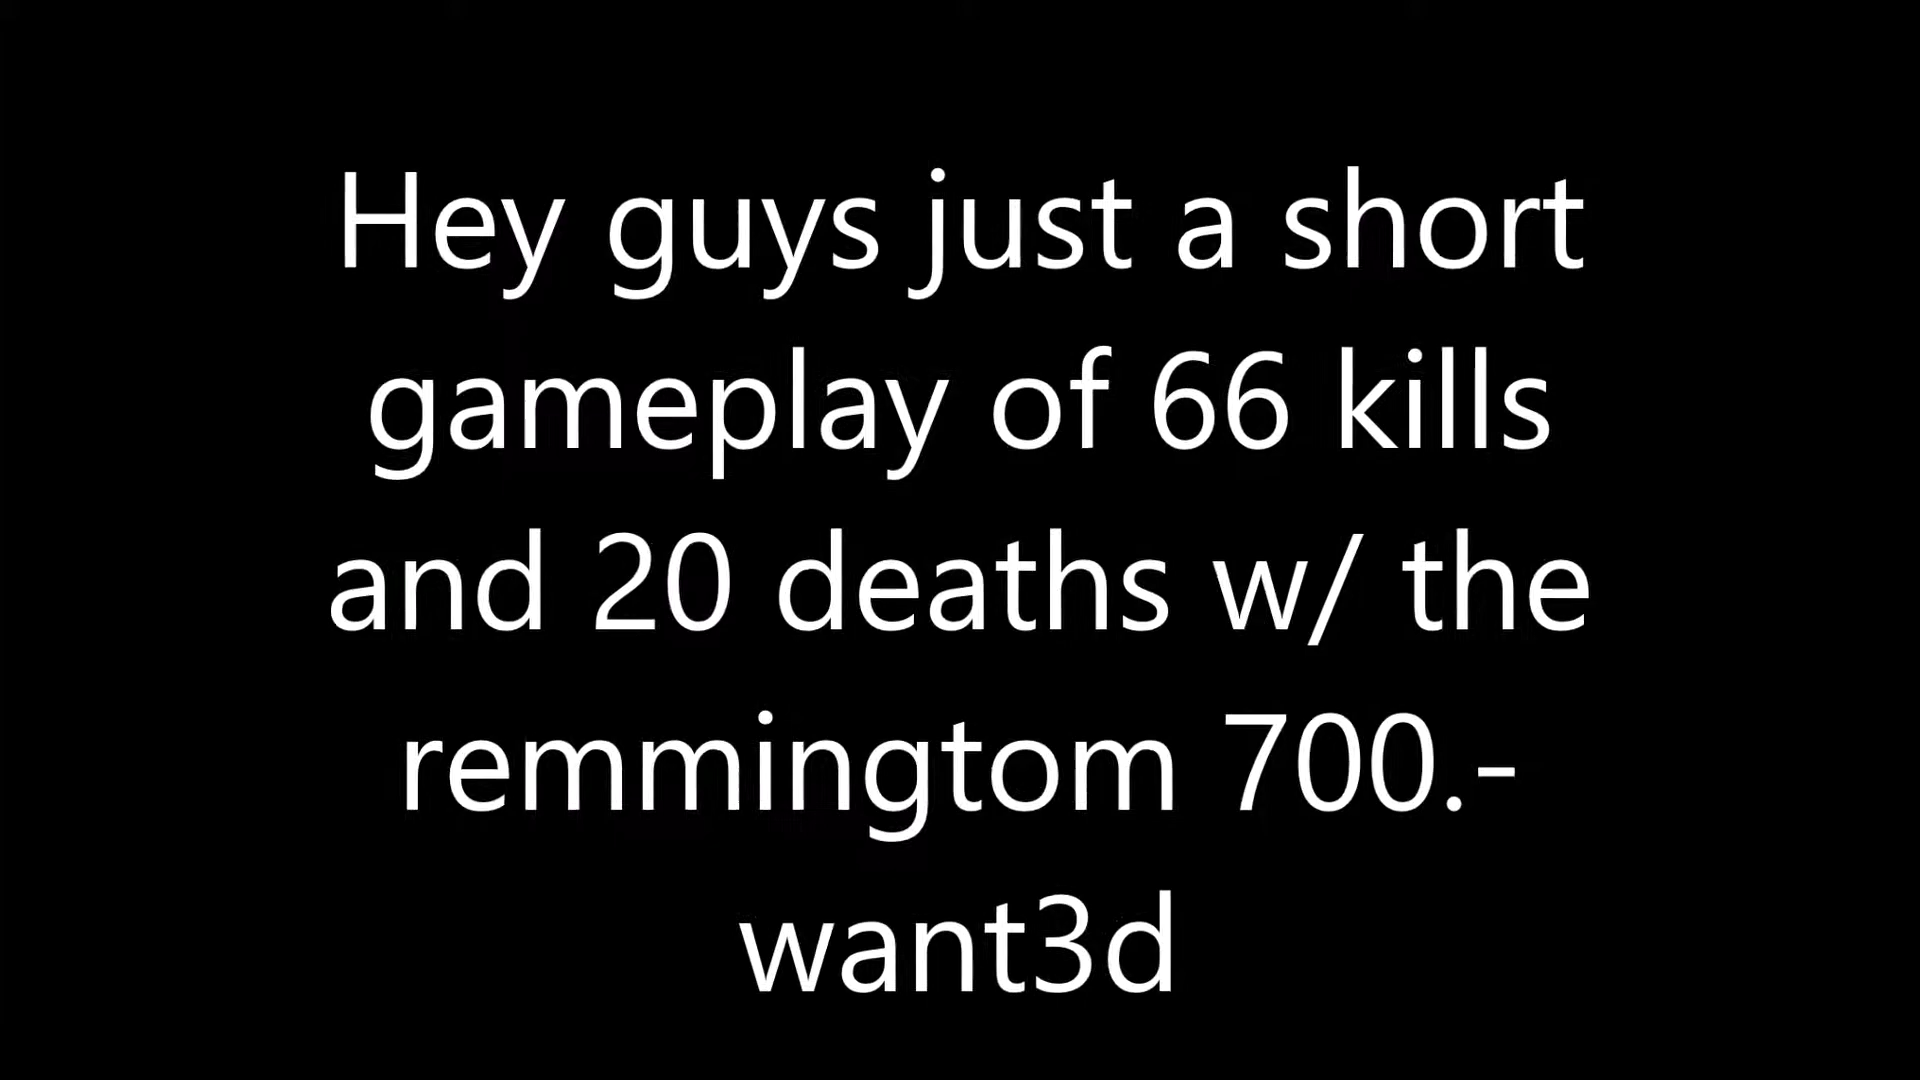 Hey guys just a short
gameplay of 66 kills
and 20 deaths w/ the
remmingtom 700.-
want3d